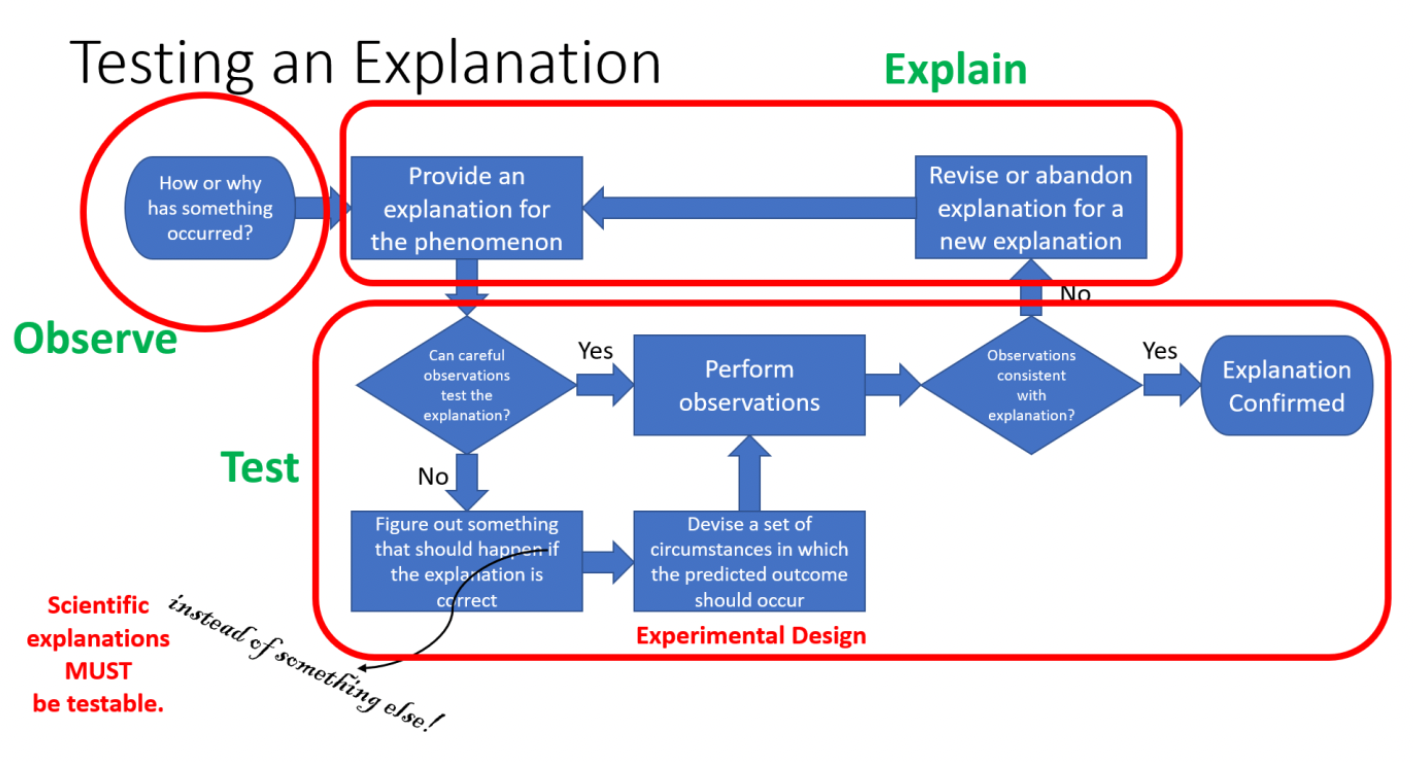 Testing an Explanation
Explain
How or why
has something
occurred?
Provide an
explanation for
the phenomenon
Revise or abandon
explanation for a
new explanation
No
Observe
Can careful
observations
test the
explanation?
Yes
Perform
observations
Observations
consistent
with
explanation?
Yes
Explanation
Confirmed
Test
No
Figure out something
that should happen if
the explanation is
correct
Devise a set of
circumstances in which
the predicted outcome
should occur
Experimental Design
Scientific
explanations
MUST
be testable.
instead of something else!